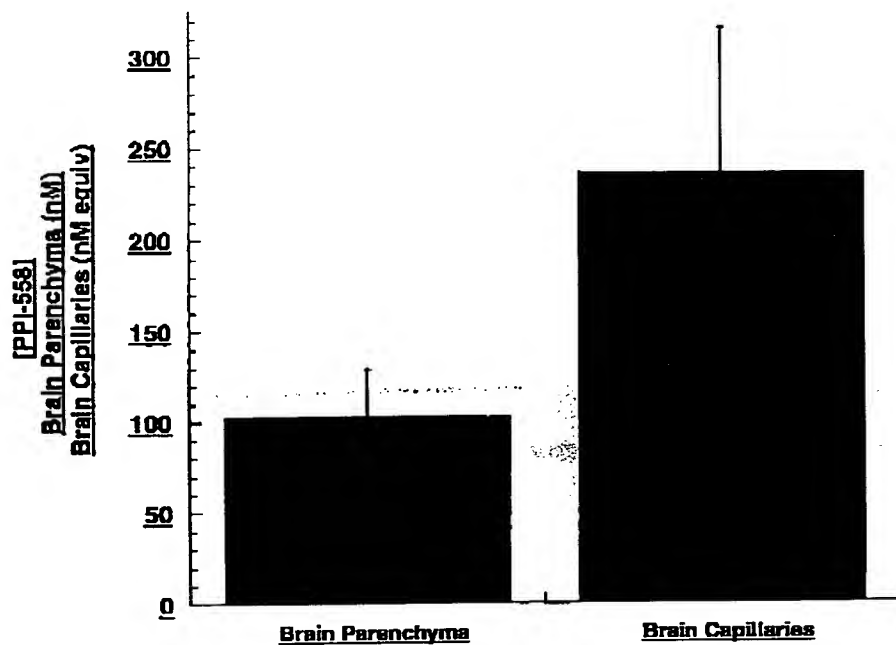 [PPI-558]
Brain Parenchyma (nM)
Brain Capillaries (nM equiv)
300
250
200
150
100
50
0
Brain Parenchyma
Brain Capillaries